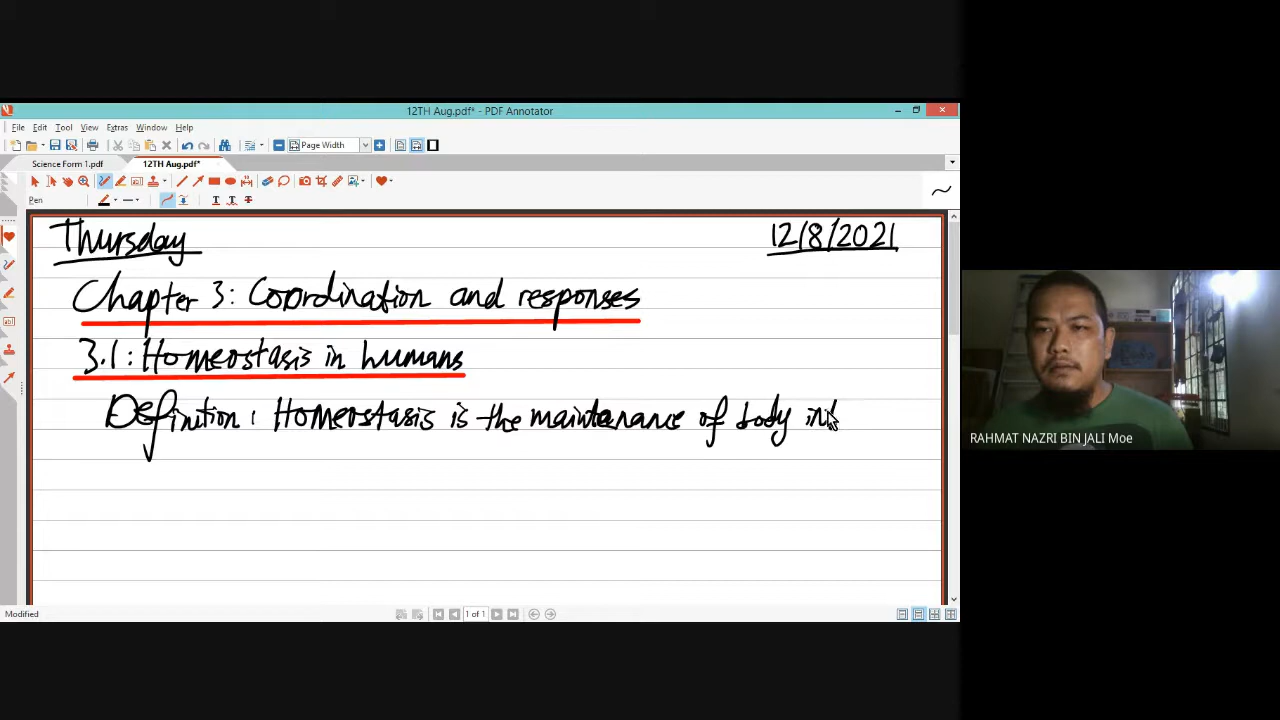 12TH Aug.pdf* - PDF Annotator
File Edit Tool View Extras Window Help
Page Width
Science Form 1.pdf 12TH Aug.pdf*
Pen
Thursday 12/8/2021
Chapter 3: Coordination and responses
3.1: Homeostasis in humans
Definition: Homeostasis is the maintenance of body int
RAHMAT NAZRI BIN JALI Moe
Modified 1 of 1